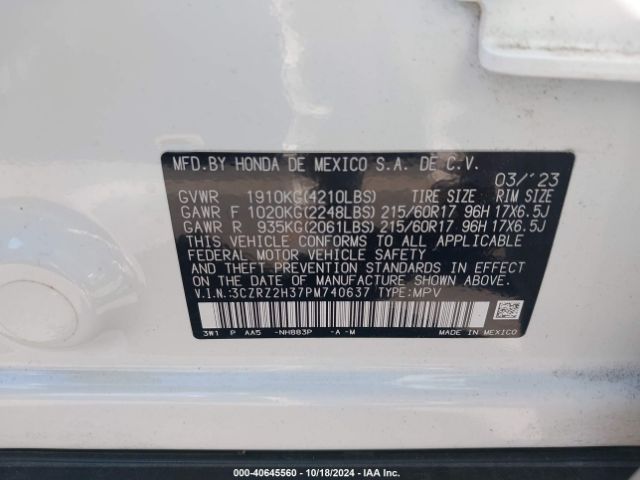 MFD.BY HONDA DE MEXICO S.A. DE C.V.
03/'23
GVWR 1910KG(4210LBS) TIRE SIZE RIM SIZE
GAWR F 1020KG(2248LBS) 215/60R17 96H 17X6.5J
GAWR R 935KG(2061LBS) 215/60R17 96H 17X6.5J
THIS VEHICLE CONFORMS TO ALL APPLICABLE
FEDERAL MOTOR VEHICLE SAFETY
AND THEFT PREVENTION STANDARDS IN EFFECT
ON THE DATE OF MANUFACTURE SHOWN ABOVE.
V.I.N.:3CZRZ2H37PM740637 TYPE:MPV
3W1 P AA5 -NH883P -A-M MADE IN MEXICO
000-40645560 | 10/18/2024 | IAA Inc.